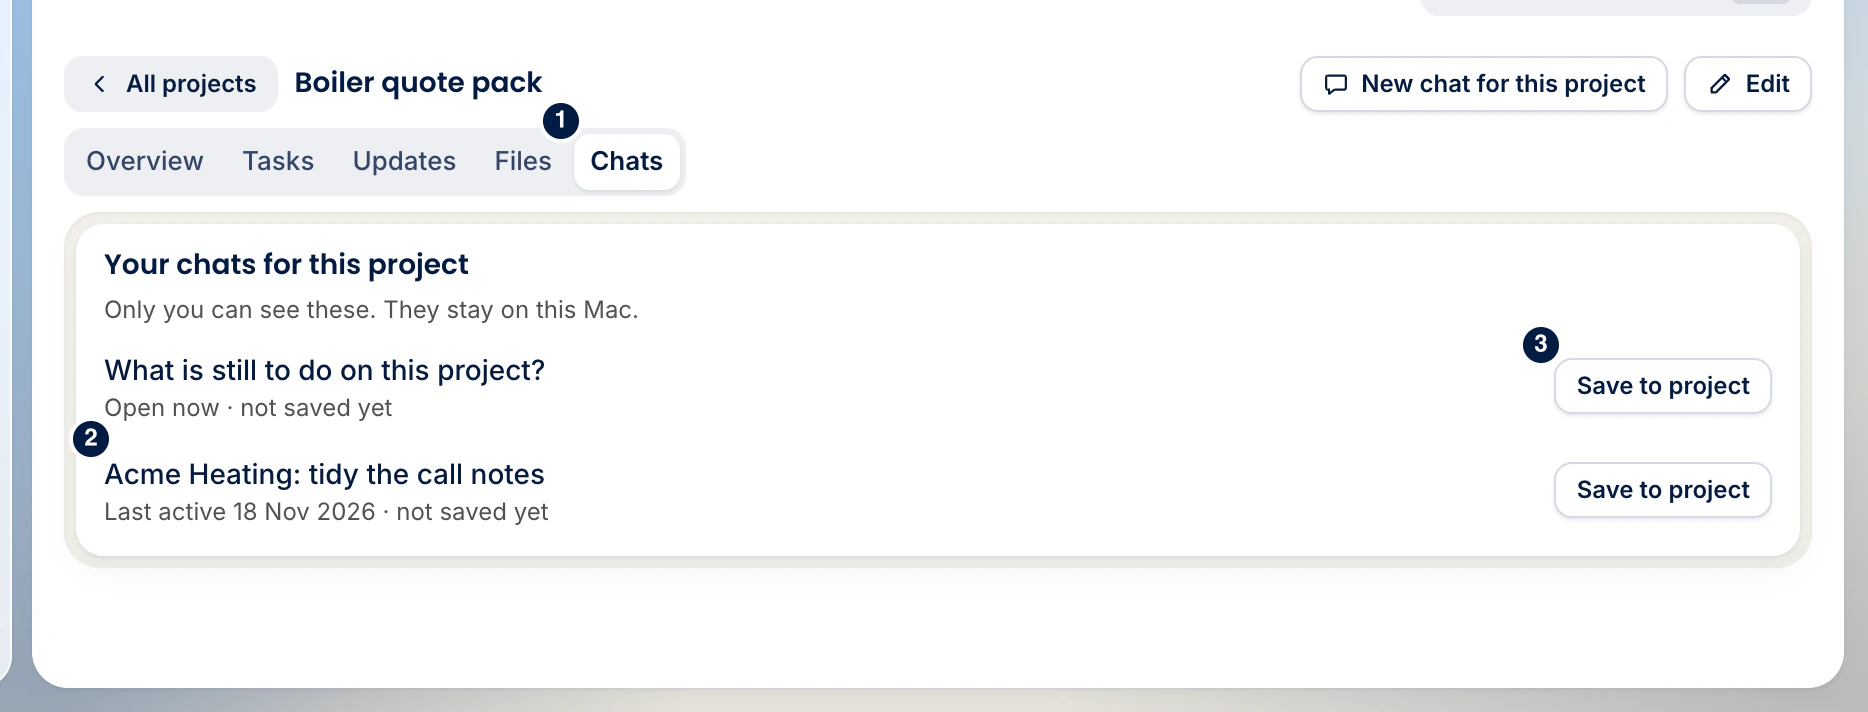 All projects
Boiler quote pack
New chat for this project
Edit
1
Overview
Tasks
Updates
Files
Chats
Your chats for this project
Only you can see these. They stay on this Mac.
3
What is still to do on this project?
Save to project
Open now · not saved yet
2
Acme Heating: tidy the call notes
Save to project
Last active 18 Nov 2026 · not saved yet